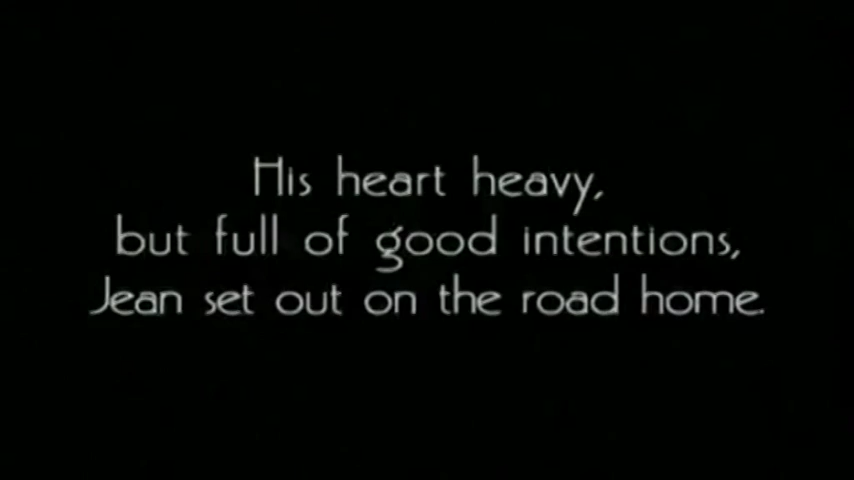 His heart heavy,
but full of good intentions,
Jean set out on the road home.